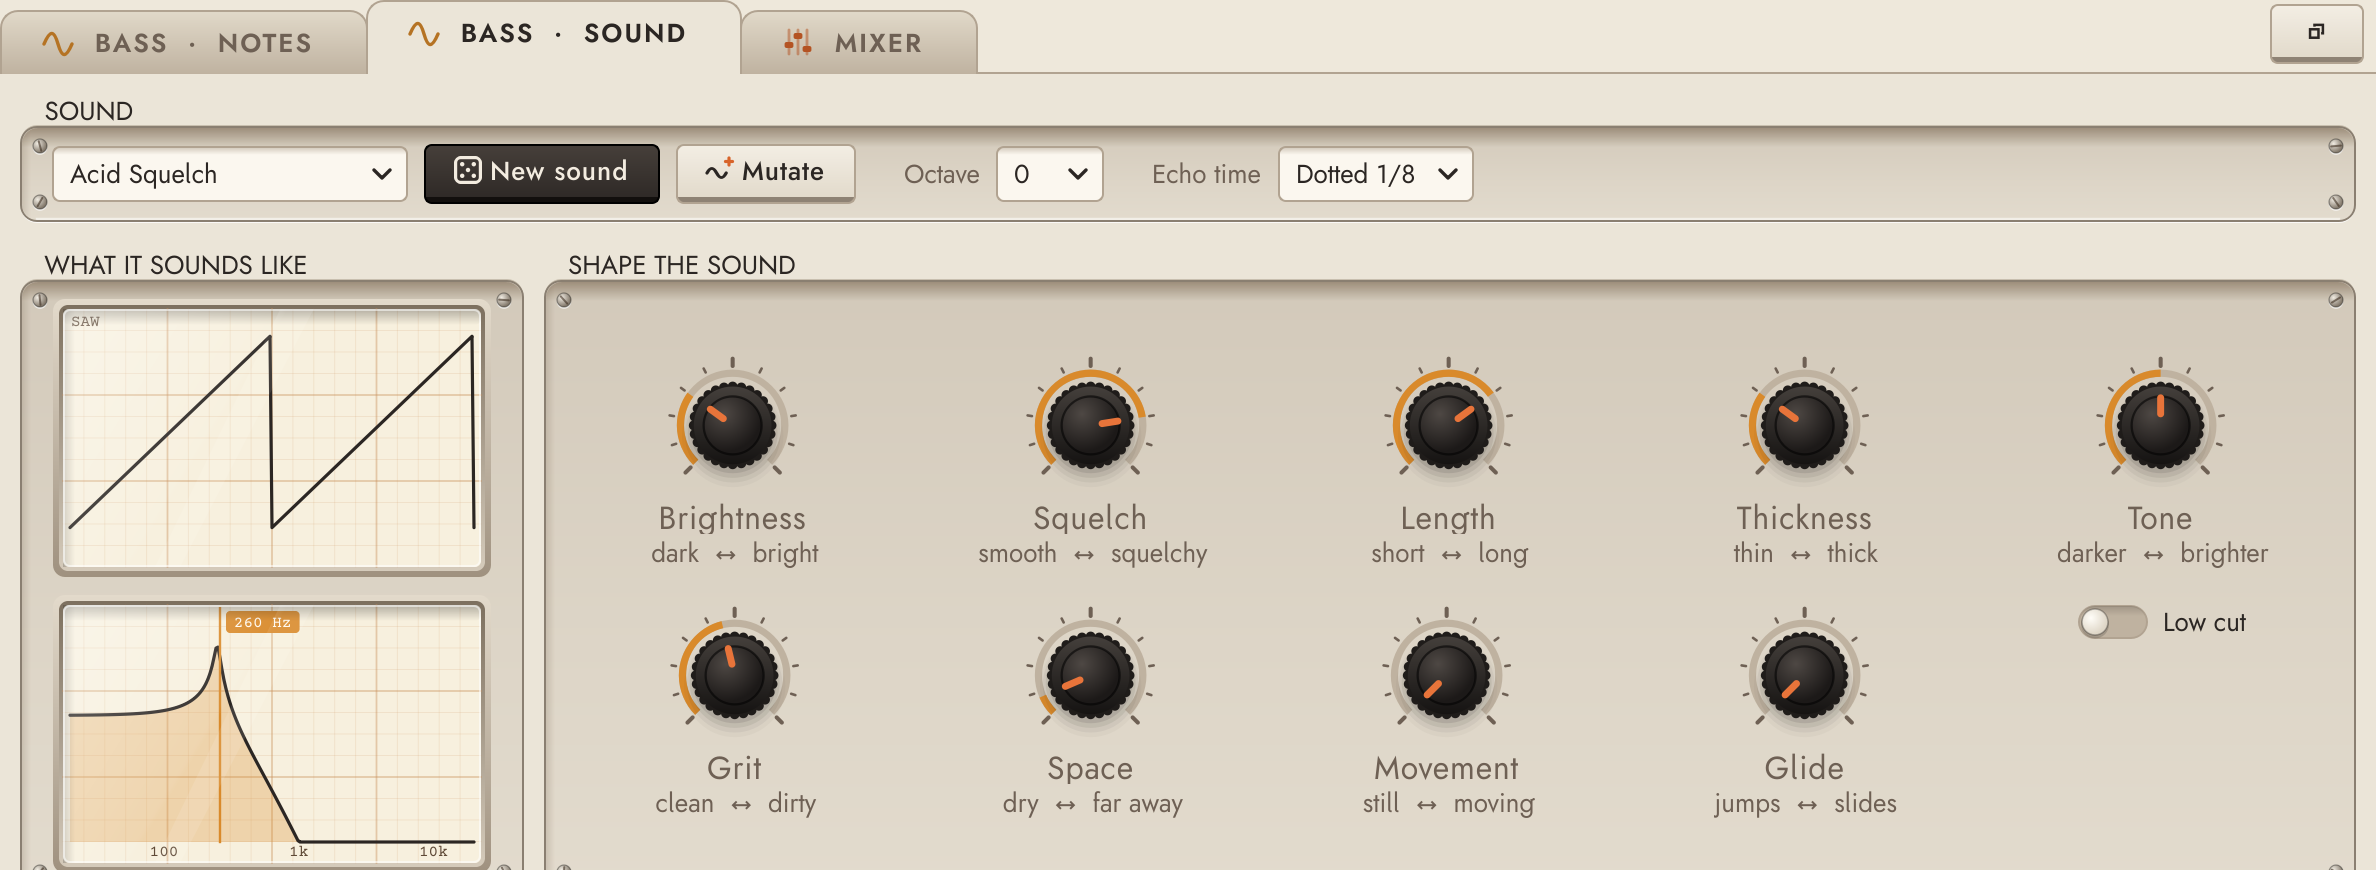 BASS · NOTES
BASS · SOUND
MIXER
SOUND
Acid Squelch
New sound
Mutate
Octave
0
Echo time
Dotted 1/8
WHAT IT SOUNDS LIKE
SAW
260 Hz
100
1k
10k
SHAPE THE SOUND
Brightness
dark ↔ bright
Squelch
smooth ↔ squelchy
Length
short ↔ long
Thickness
thin ↔ thick
Tone
darker ↔ brighter
Grit
clean ↔ dirty
Space
dry ↔ far away
Movement
still ↔ moving
Glide
jumps ↔ slides
Low cut